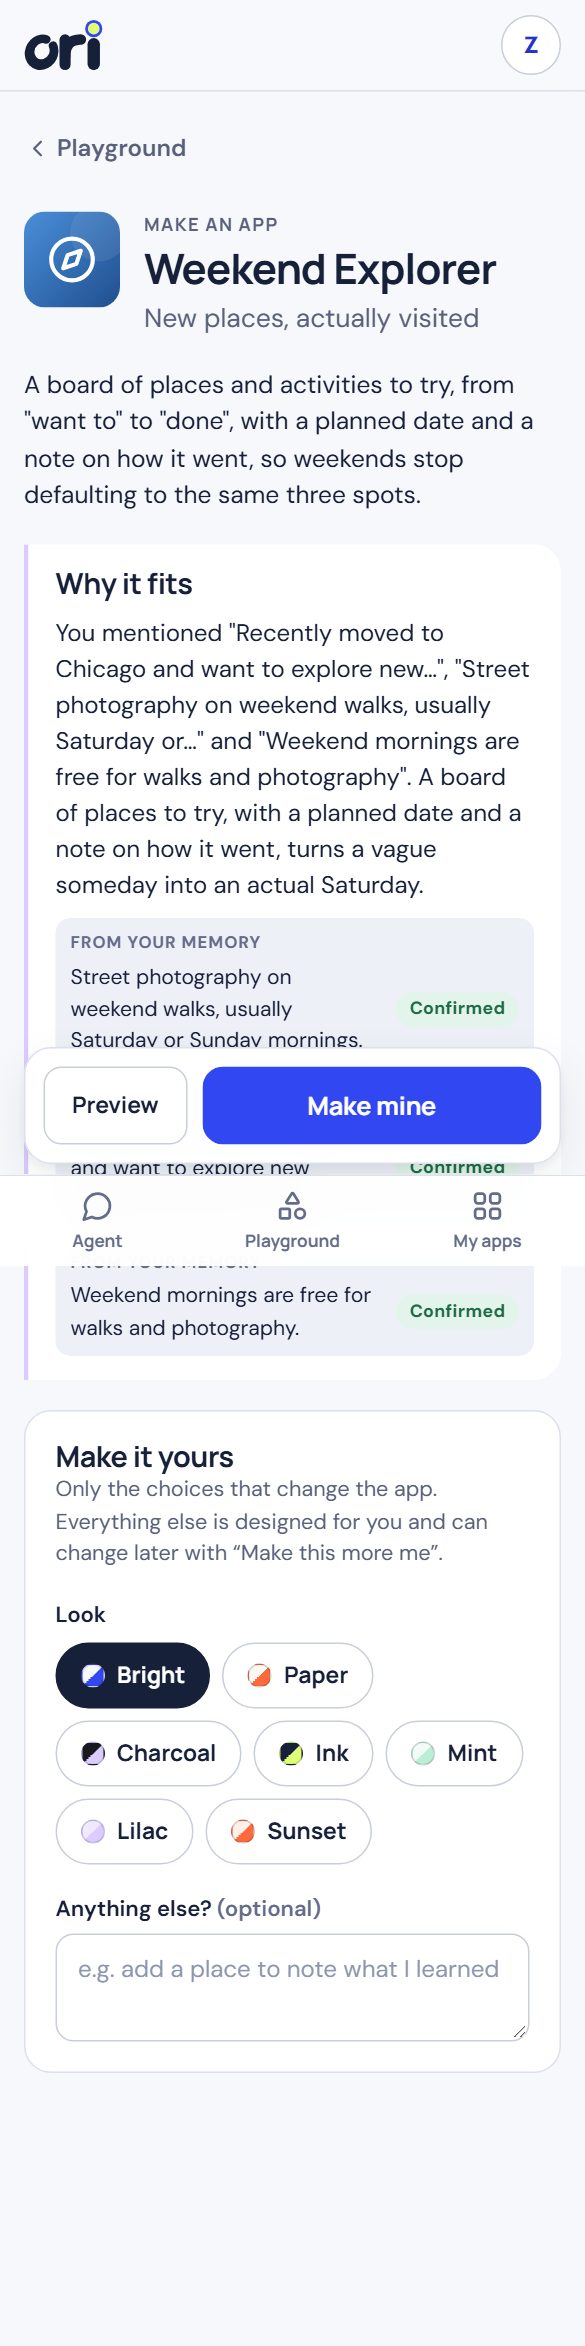 ori
Z
Playground
MAKE AN APP
Weekend Explorer
New places, actually visited
A board of places and activities to try, from
"want to" to "done", with a planned date and a
note on how it went, so weekends stop
defaulting to the same three spots.
Why it fits
You mentioned "Recently moved to
Chicago and want to explore new…", "Street
photography on weekend walks, usually
Saturday or…" and "Weekend mornings are
free for walks and photography". A board
of places to try, with a planned date and a
note on how it went, turns a vague
someday into an actual Saturday.
FROM YOUR MEMORY
Street photography on
weekend walks, usually
Saturday or Sunday mornings.
Confirmed
Preview
Make mine
and want to explore new
Confirmed
Agent
Playground
My apps
FROM YOUR MEMORY
Weekend mornings are free for
walks and photography.
Confirmed
Make it yours
Only the choices that change the app.
Everything else is designed for you and can
change later with “Make this more me”.
Look
Bright
Paper
Charcoal
Ink
Mint
Lilac
Sunset
Anything else? (optional)
e.g. add a place to note what I learned